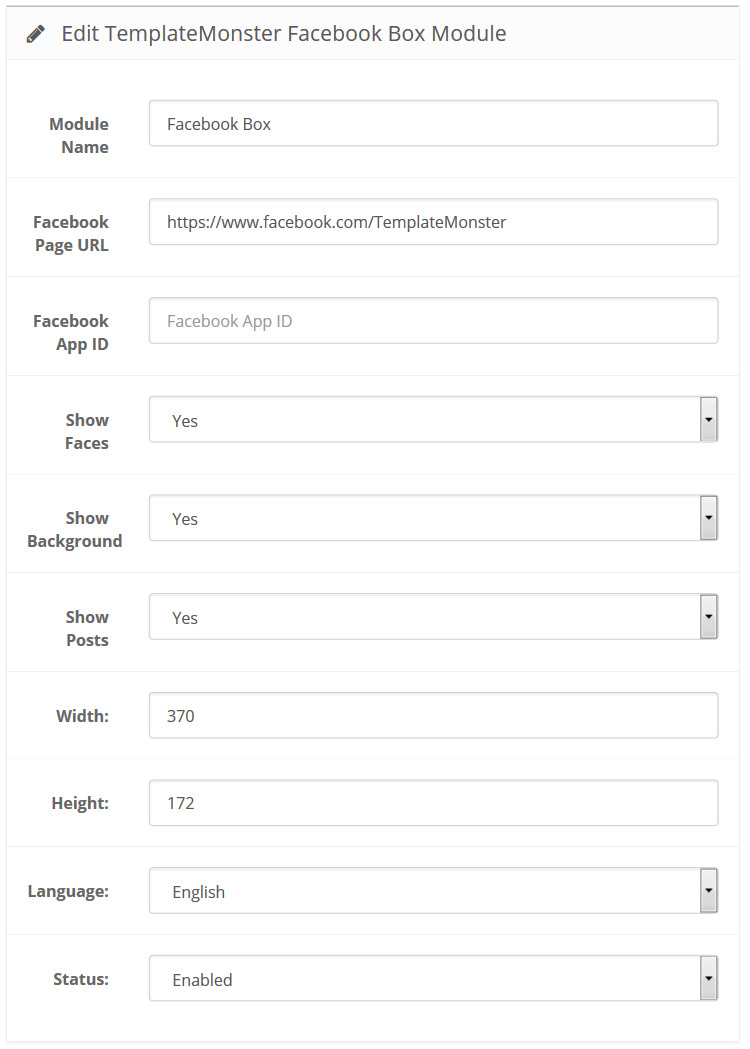 Edit TemplateMonster Facebook Box Module
Module
Name
Facebook Box
Facebook
Page URL
https://www.facebook.com/TemplateMonster
Facebook
App ID
Facebook App ID
Show
Faces
Yes
Show
Background
Yes
Show
Posts
Yes
Width:
370
Height:
172
Language:
English
Status:
Enabled